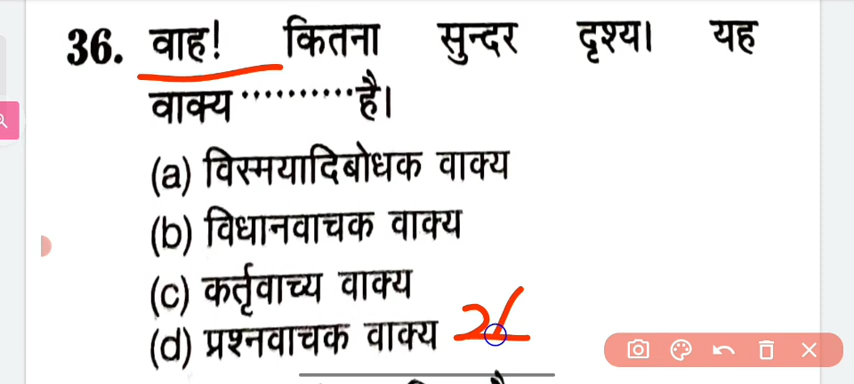 36. वाह! कितना सुन्दर दृश्य। यह
वाक्य ·········· है।
(a) विस्मयादिबोधक वाक्य
(b) विधानवाचक वाक्य
(c) कर्तृवाच्य वाक्य
(d) प्रश्नवाचक वाक्य